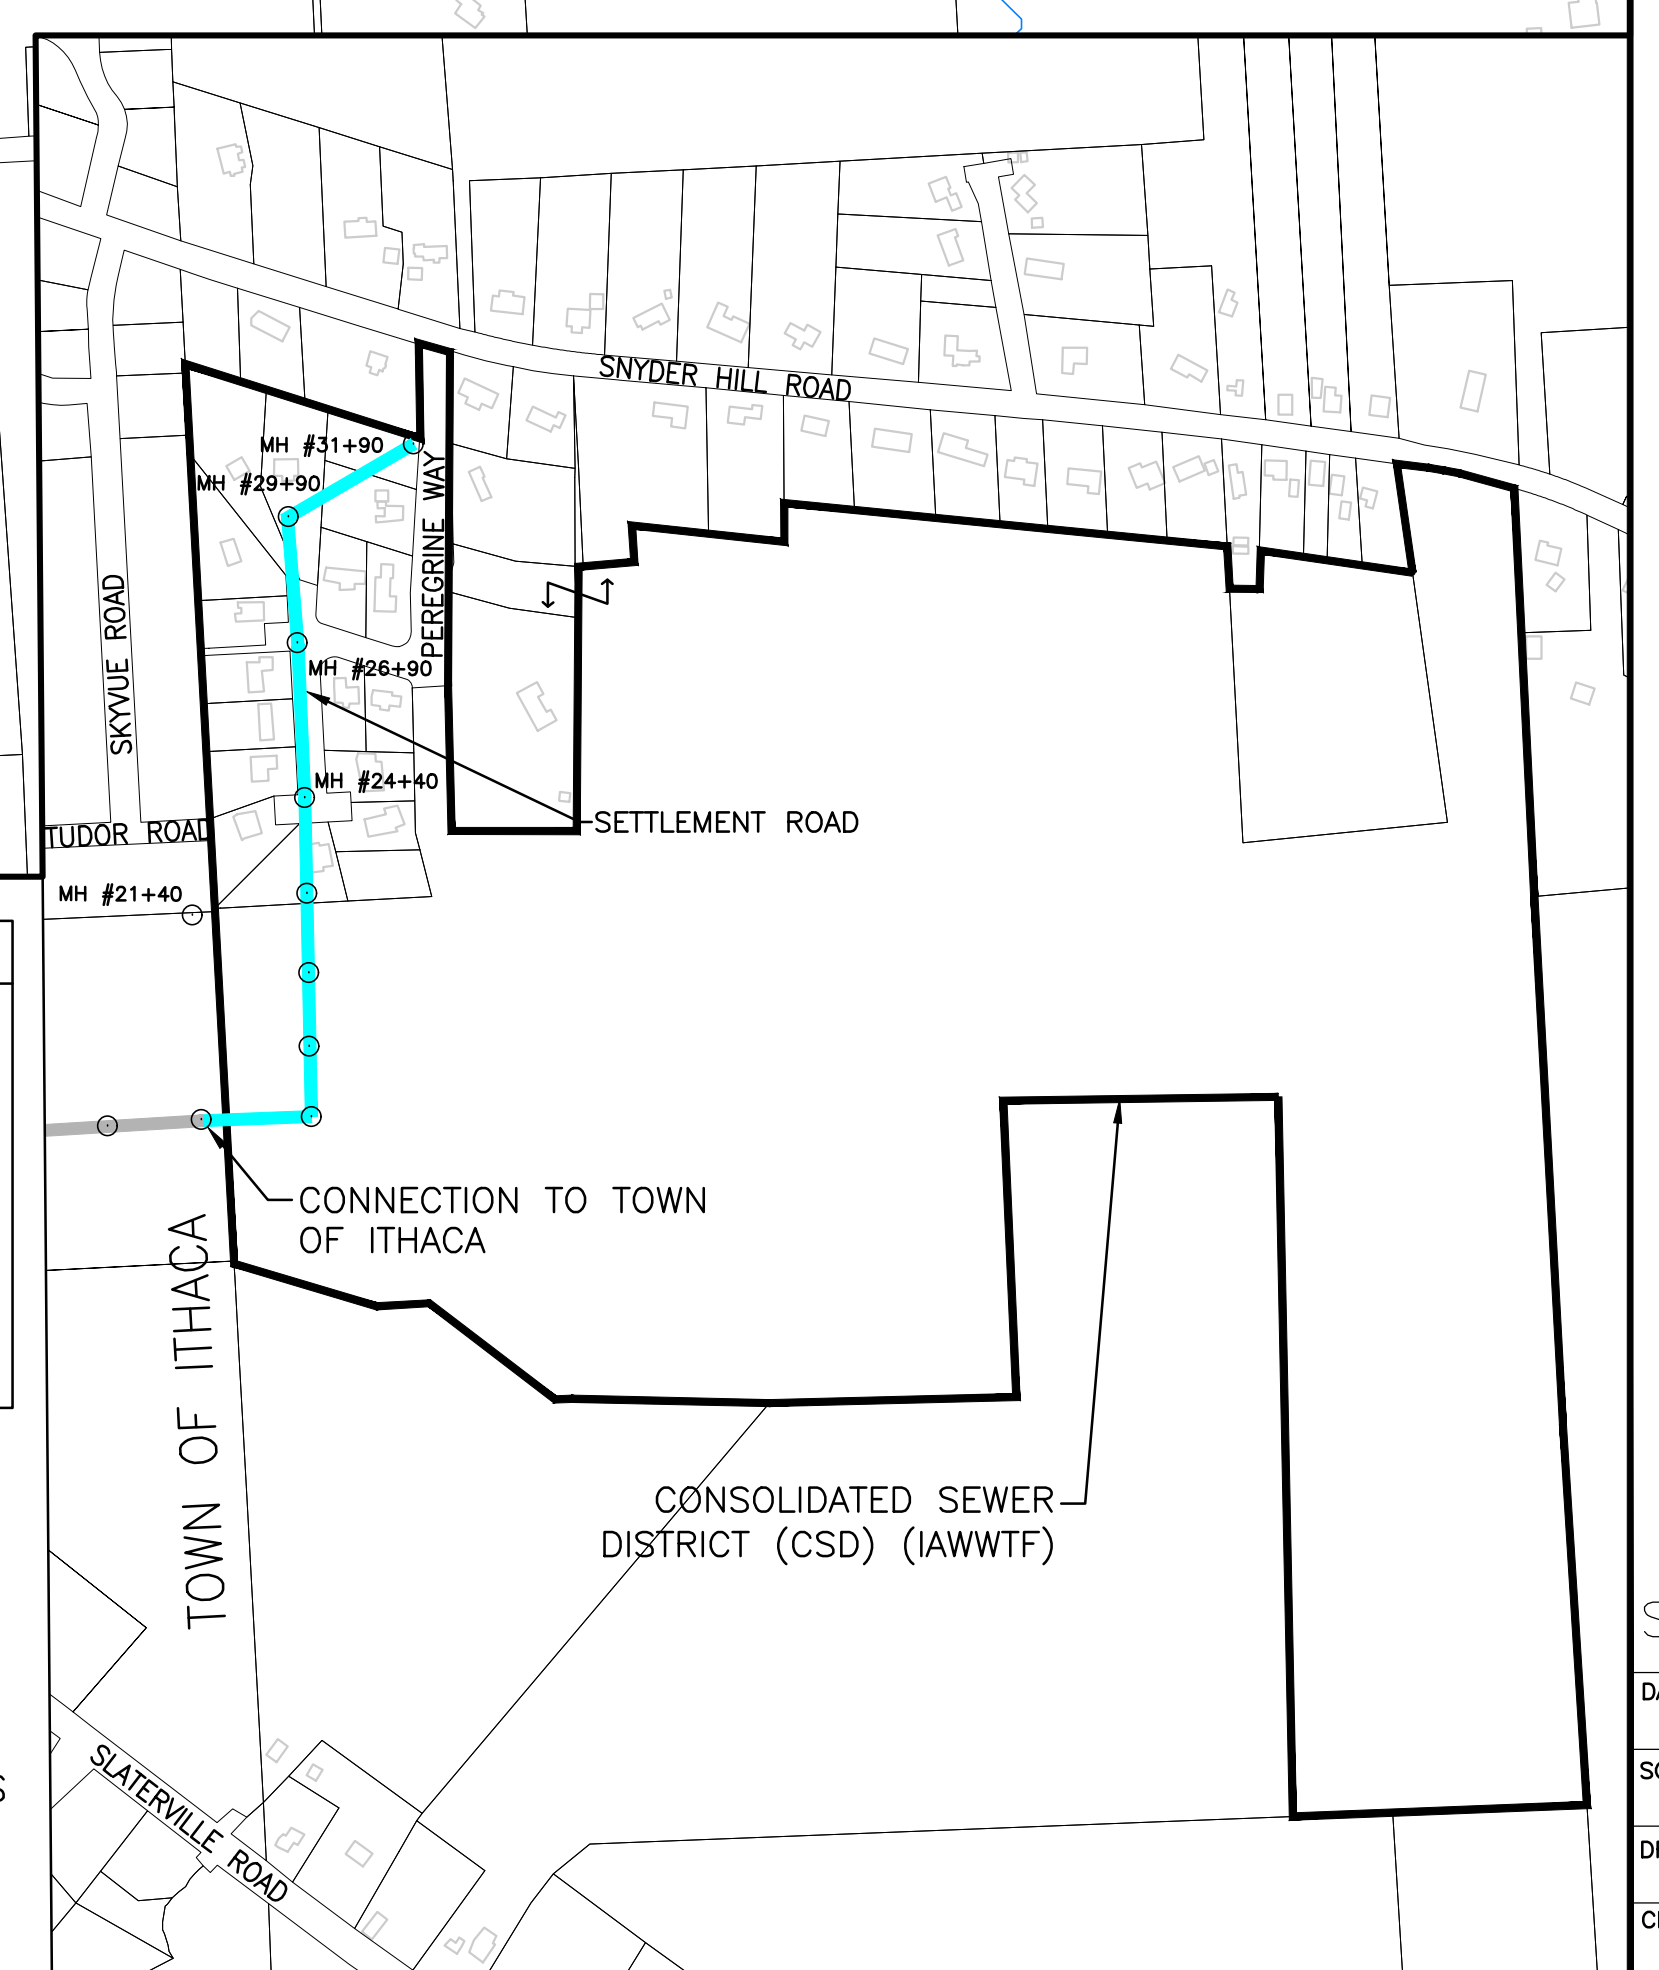 SNYDER HILL ROAD
MH #31+90
MH #29+90
PEREGRINE WAY
SKYVUE ROAD
MH #26+90
MH #24+40
SETTLEMENT ROAD
TUDOR ROAD
MH #21+40
CONNECTION TO TOWN
OF ITHACA
TOWN OF ITHACA
CONSOLIDATED SEWER
DISTRICT (CSD) (IAWWTF)
SLATERVILLE ROAD